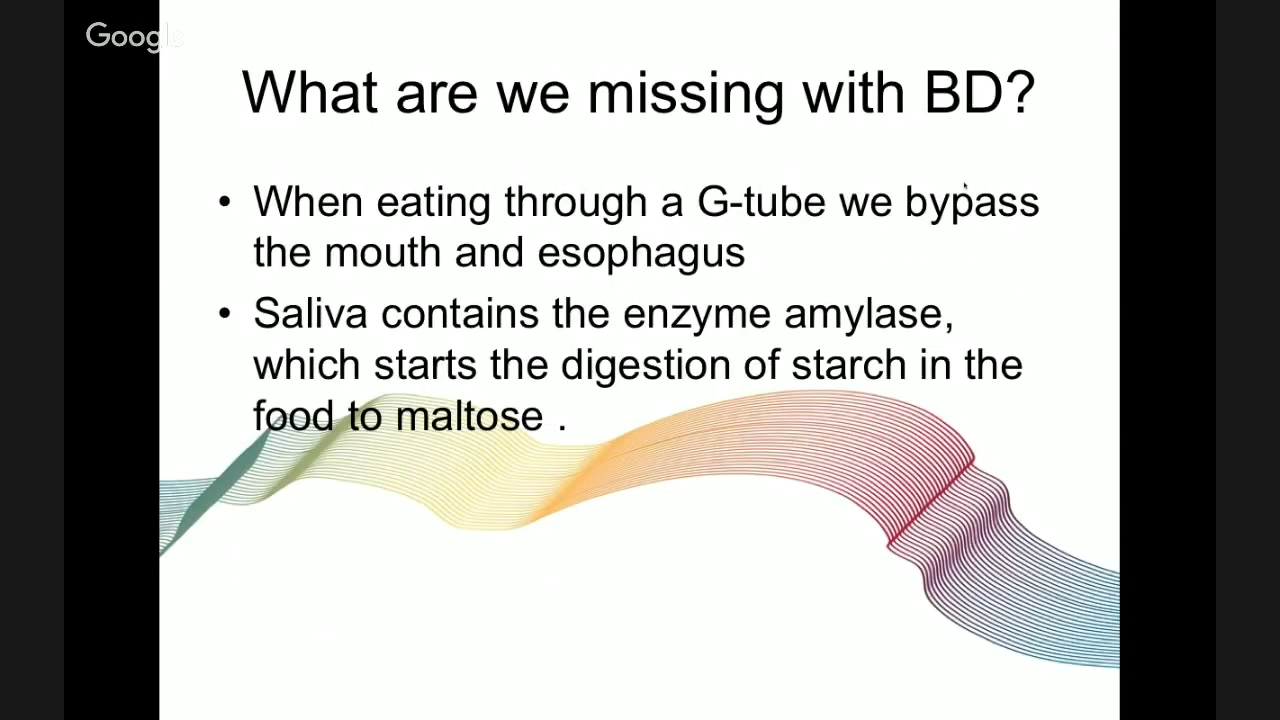 Google
What are we missing with BD?
• When eating through a G-tube we bypass
the mouth and esophagus
• Saliva contains the enzyme amylase,
which starts the digestion of starch in the
food to maltose .